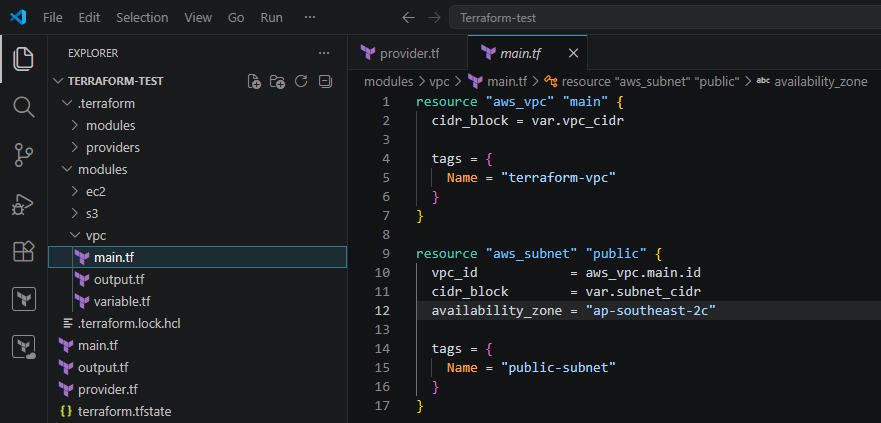 File Edit Selection View Go Run ··· Terraform-test
EXPLORER ···
TERRAFORM-TEST
.terraform
modules
providers
modules
ec2
s3
vpc
main.tf
output.tf
variable.tf
.terraform.lock.hcl
main.tf
output.tf
provider.tf
{} terraform.tfstate
provider.tf main.tf
modules > vpc > main.tf > resource "aws_subnet" "public" > abc availability_zone
1 resource "aws_vpc" "main" {
2 cidr_block = var.vpc_cidr
3
4 tags = {
5 Name = "terraform-vpc"
6 }
7 }
8
9 resource "aws_subnet" "public" {
10 vpc_id = aws_vpc.main.id
11 cidr_block = var.subnet_cidr
12 availability_zone = "ap-southeast-2c"
13
14 tags = {
15 Name = "public-subnet"
16 }
17 }